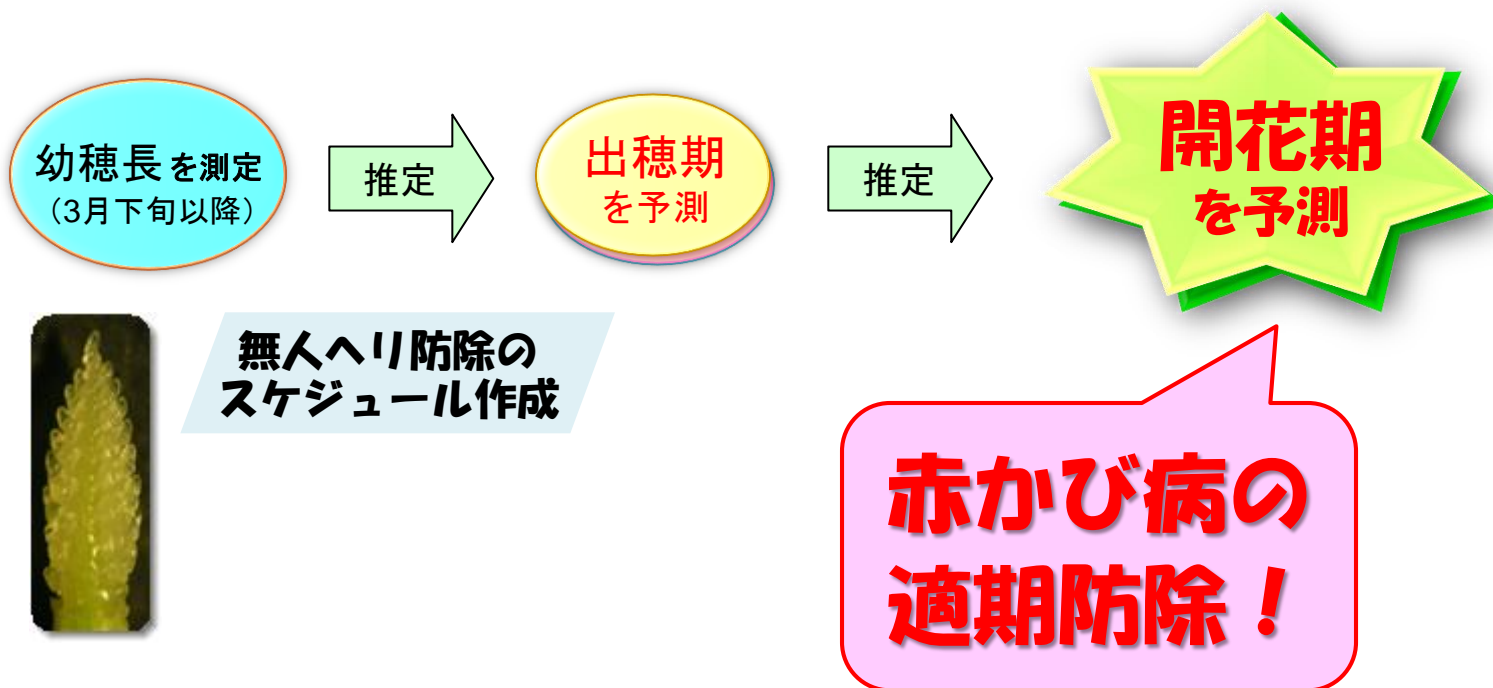 幼穂長を測定
（3月下旬以降）
推定
出穂期
を予測
推定
開花期
を予測
無人ヘリ防除の
スケジュール作成
赤かび病の
適期防除！